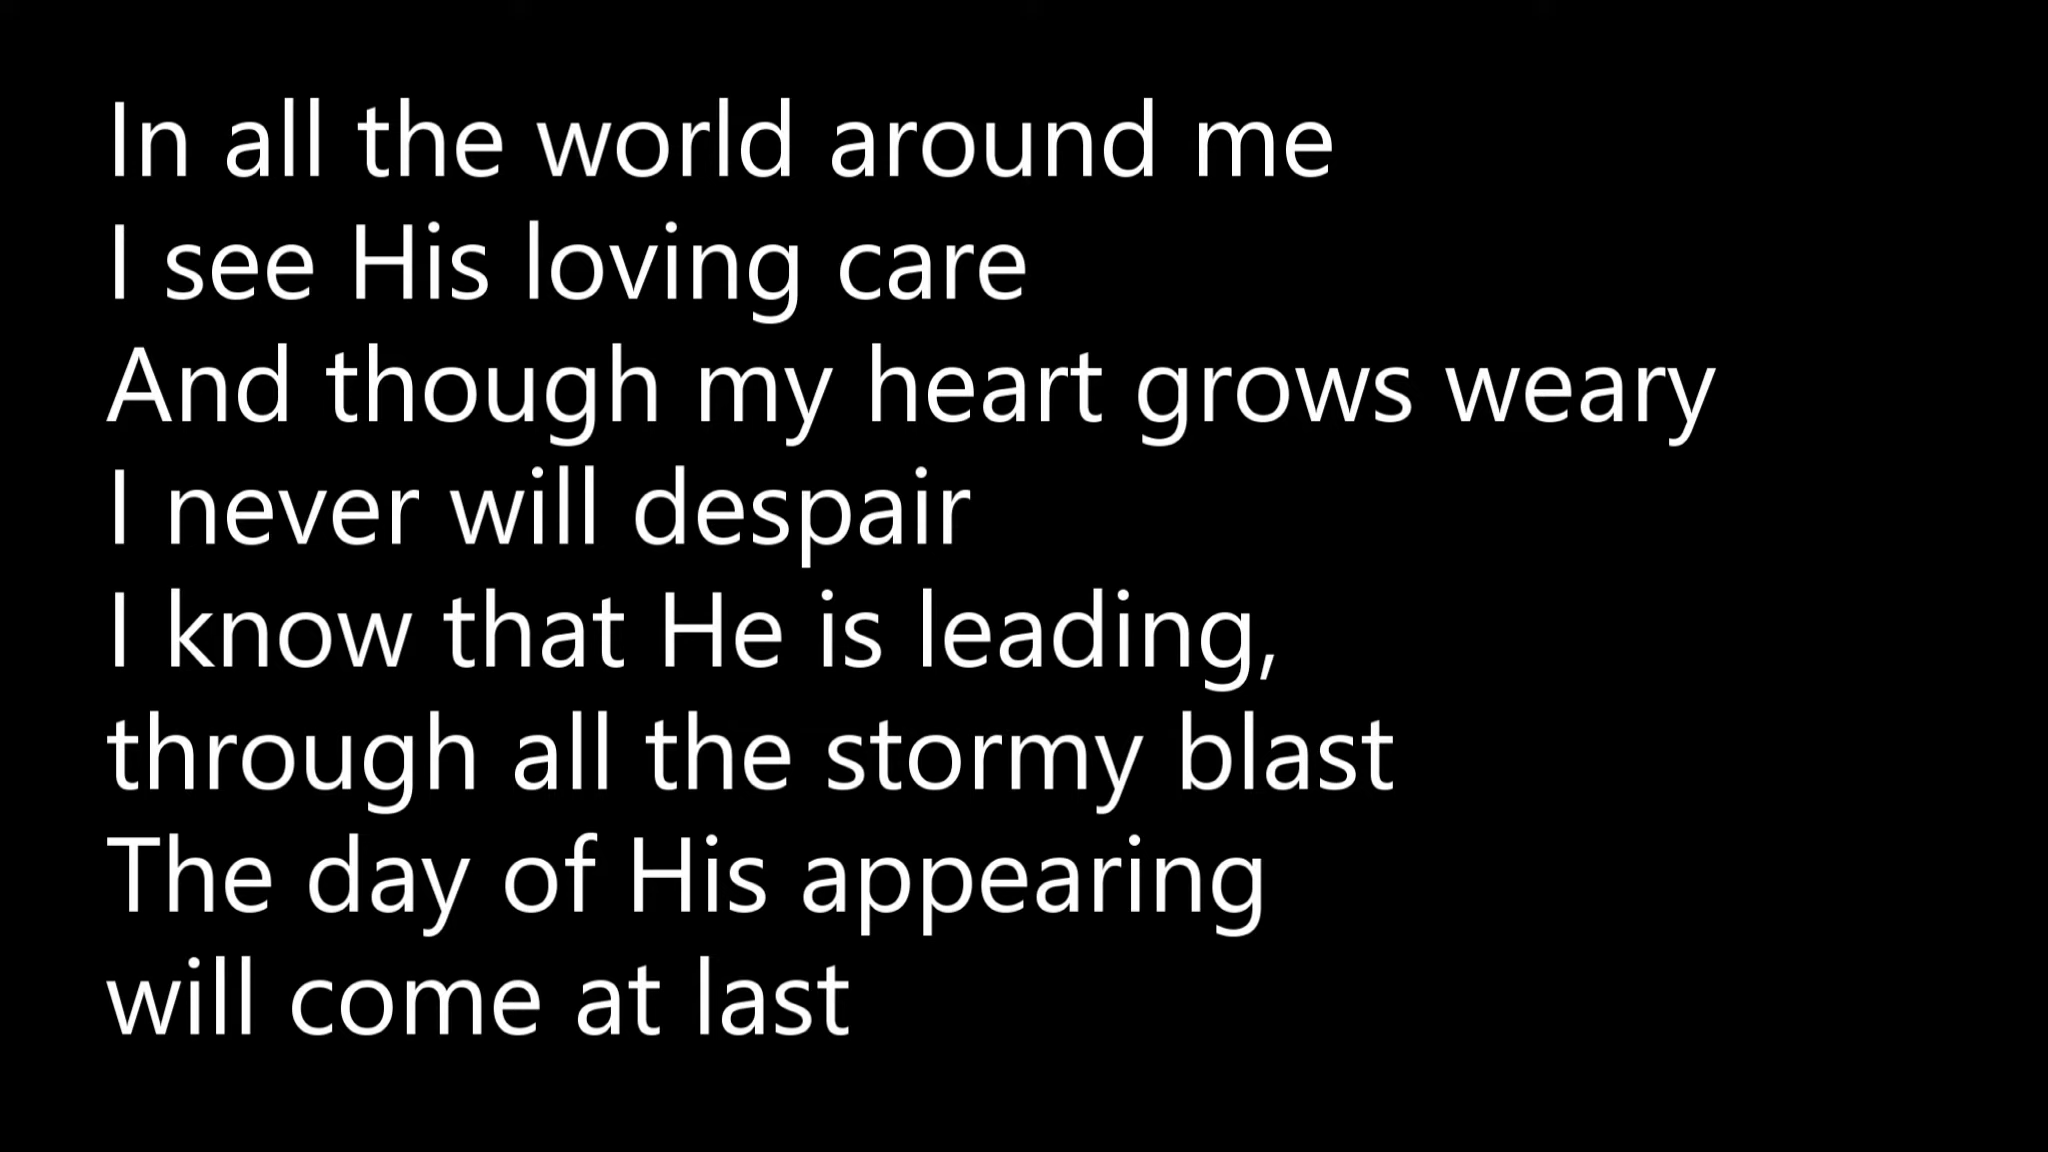 In all the world around me
I see His loving care
And though my heart grows weary
I never will despair
I know that He is leading,
through all the stormy blast
The day of His appearing
will come at last